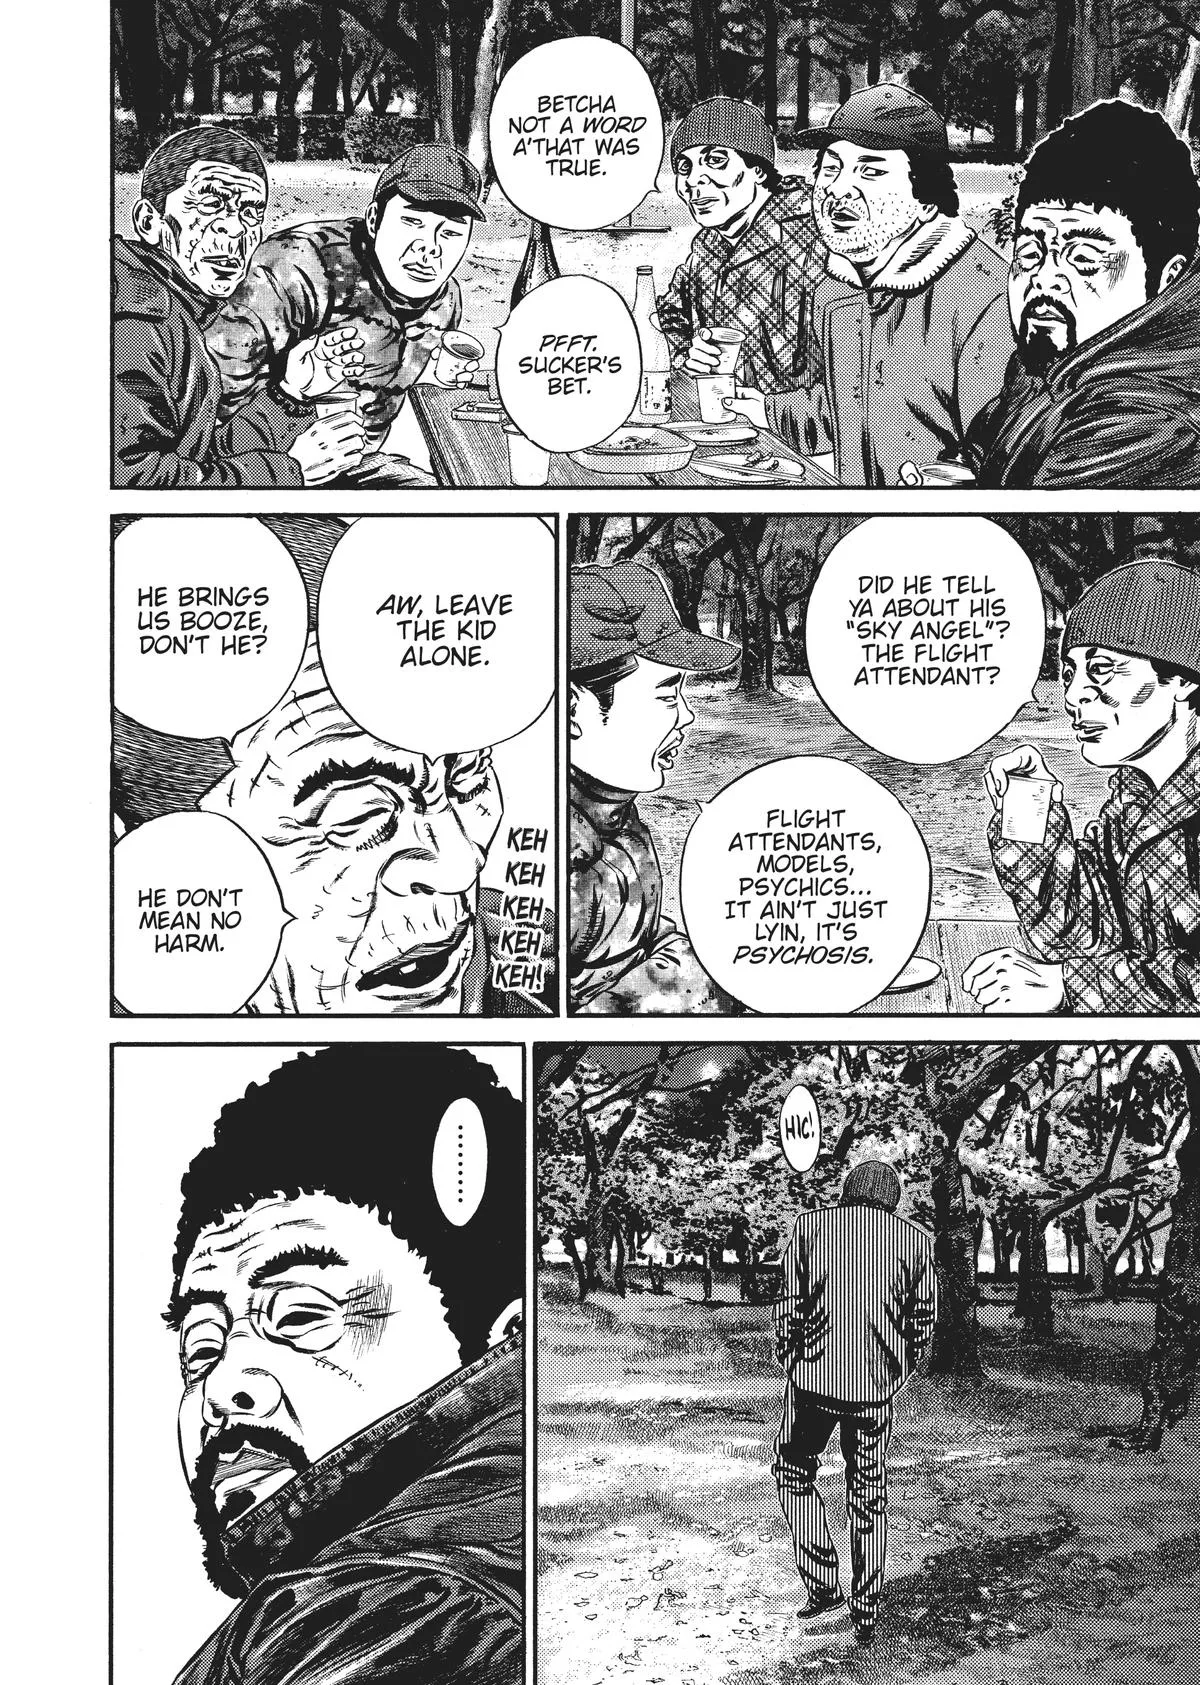 BETCHA
NOT A WORD
A'THAT WAS
TRUE.
PFFT.
SUCKER'S
BET.
DID HE TELL
YA ABOUT HIS
"SKY ANGEL"?
THE FLIGHT
ATTENDANT?
FLIGHT
ATTENDANTS,
MODELS,
PSYCHICS...
IT AIN'T JUST
LYIN, IT'S
PSYCHOSIS.
AW, LEAVE
THE KID
ALONE.
HE BRINGS
US BOOZE,
DON'T HE?
HE DON'T
MEAN NO
HARM.
KEH
KEH
KEH
KEH
KEH!
HIC!
........